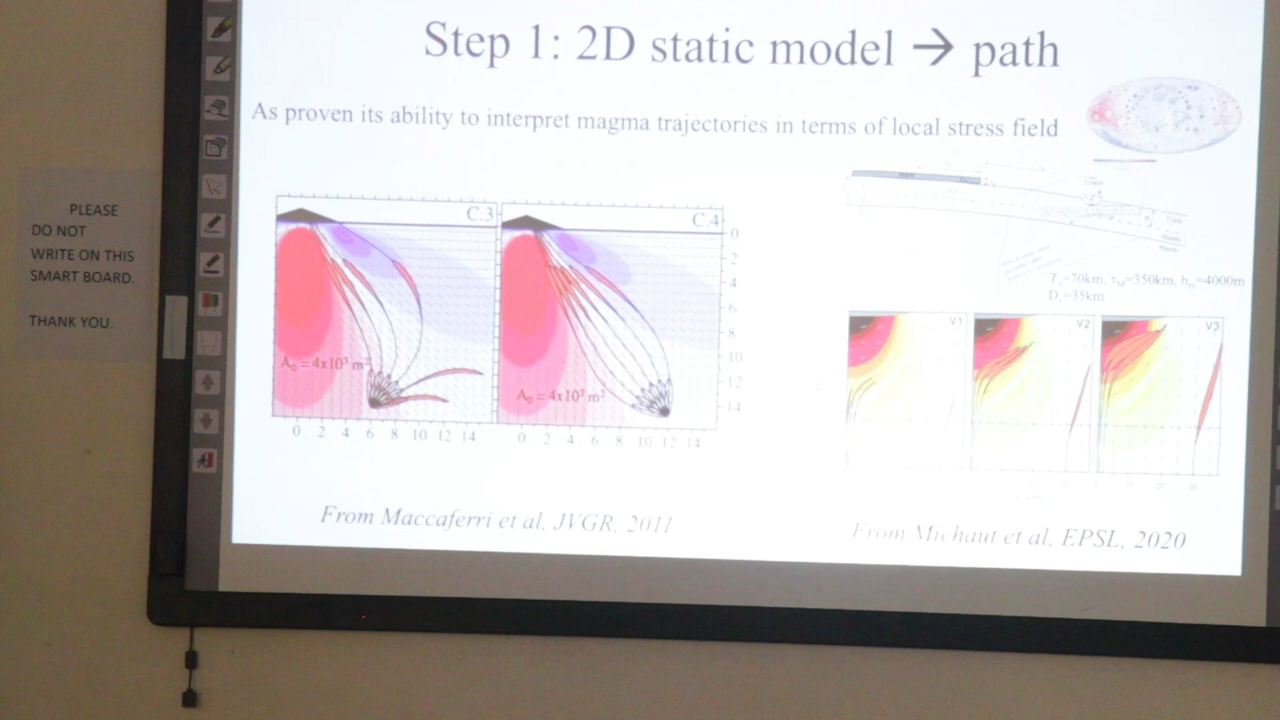 Step 1: 2D static model → path
As proven its ability to interpret magma trajectories in terms of local stress field
PLEASE
DO NOT
WRITE ON THIS
SMART BOARD.
THANK YOU.
C.3
C.4
A₀ = 4x10³ m²
A₀ = 4x10³ m²
0
2
4
6
8
10
12
14
0 2 4 6 8 10 12 14
0 2 4 6 8 10 12 14
=70km, =350km, =4000m
=35km
V1
V2
V3
From Maccaferri et al, JVGR, 2011
From Michaut et al, EPSL, 2020